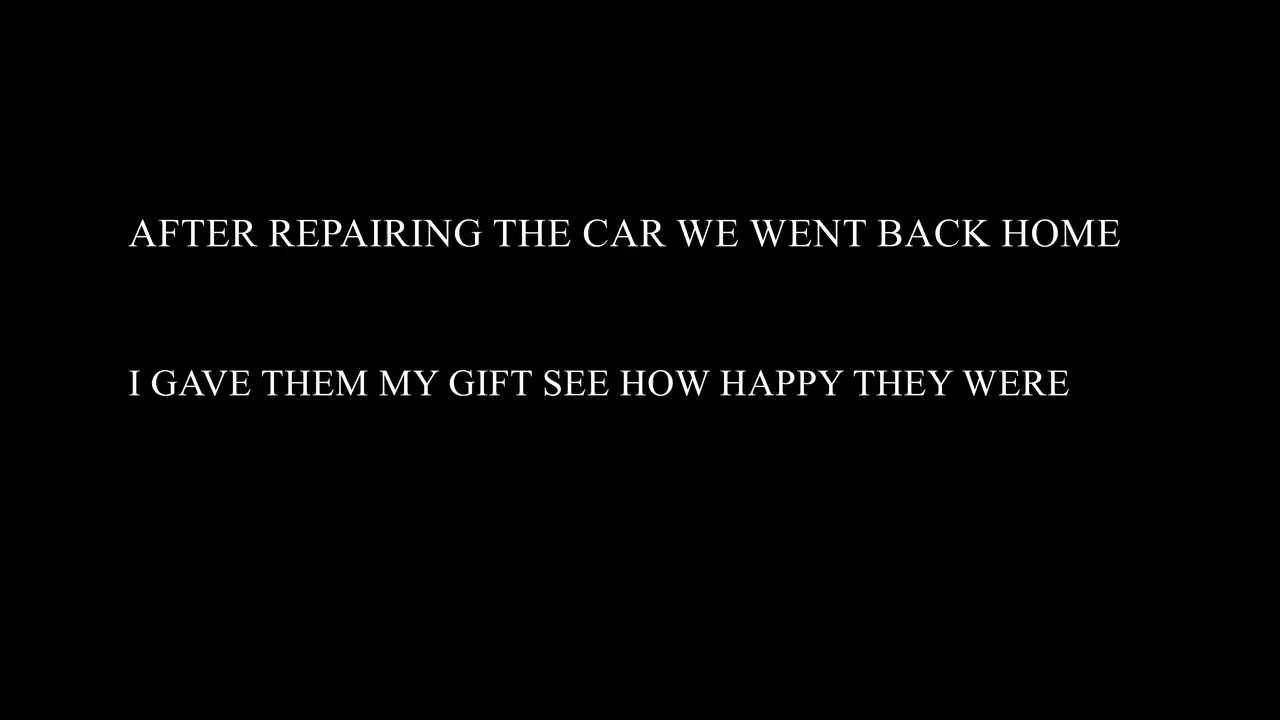 AFTER REPAIRING THE CAR WE WENT BACK HOME
I GAVE THEM MY GIFT SEE HOW HAPPY THEY WERE